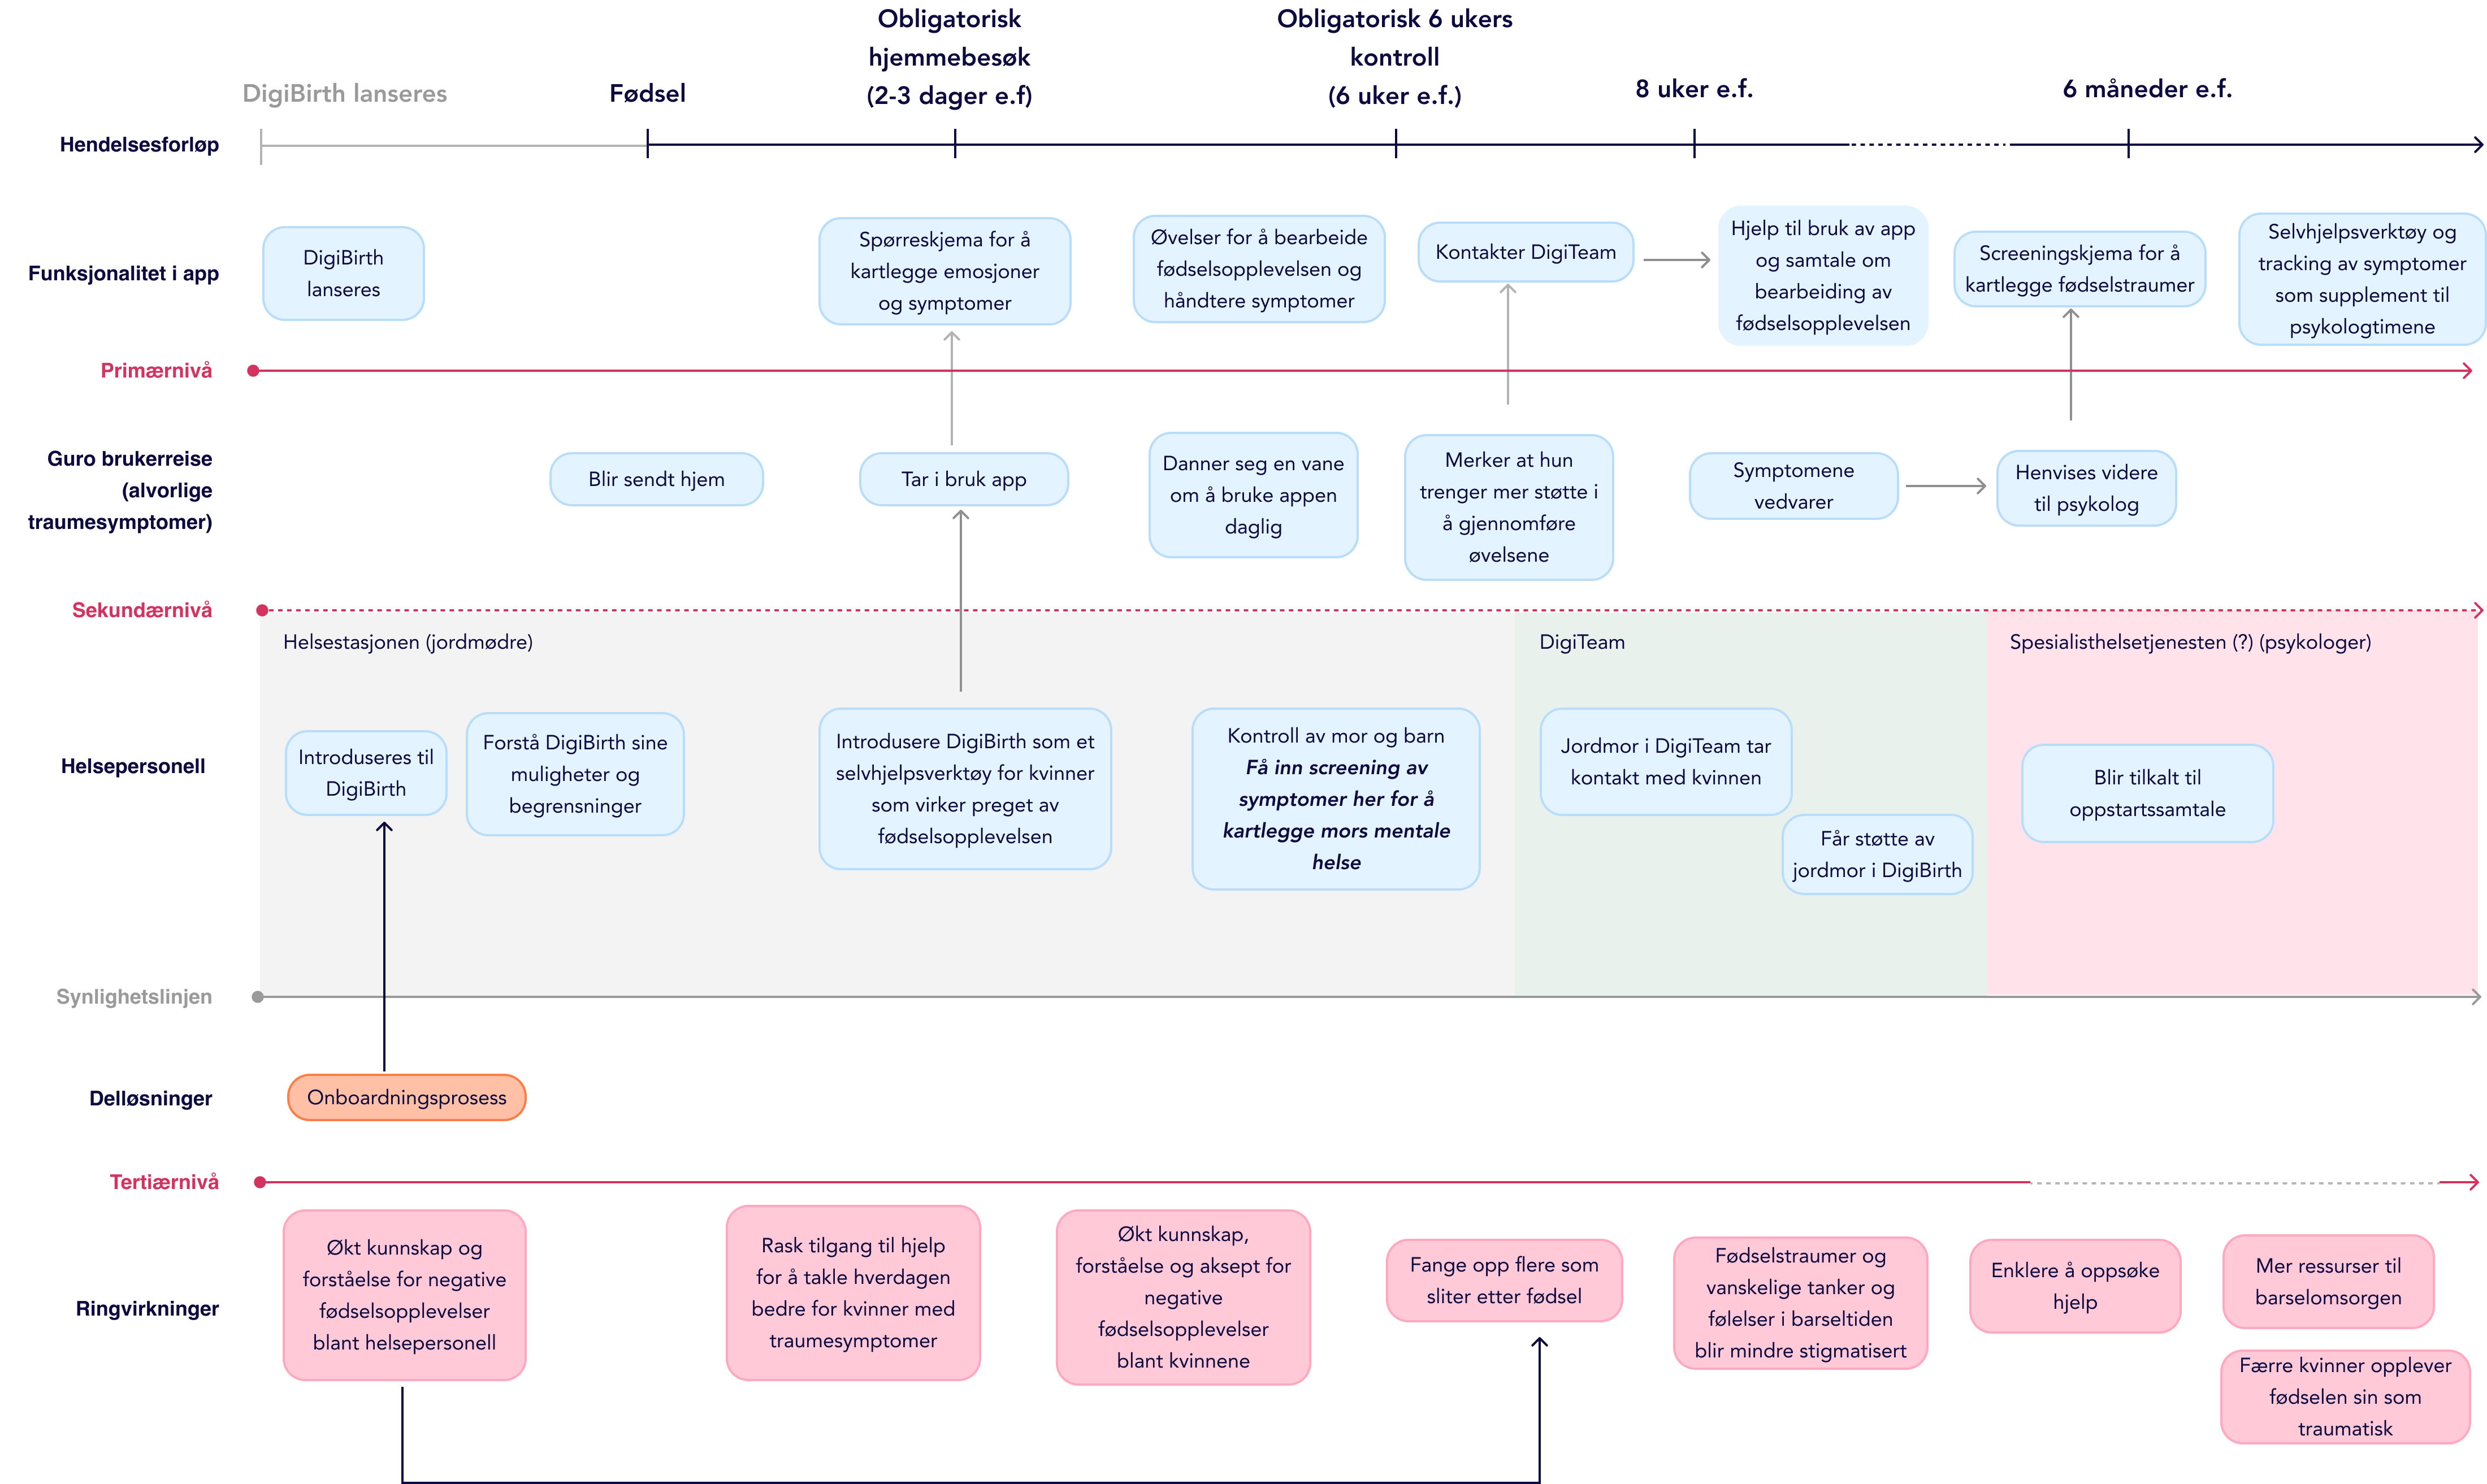 Obligatorisk
hjemmebesøk
(2-3 dager e.f)
Obligatorisk 6 ukers
kontroll
(6 uker e.f.)
DigiBirth lanseres
Fødsel
8 uker e.f.
6 måneder e.f.
Hendelsesforløp
Funksjonalitet i app
DigiBirth
lanseres
Spørreskjema for å
kartlegge emosjoner
og symptomer
Øvelser for å bearbeide
fødselsopplevelsen og
håndtere symptomer
Kontakter DigiTeam
Hjelp til bruk av app
og samtale om
bearbeiding av
fødselsopplevelsen
Screeningskjema for å
kartlegge fødselstraumer
Selvhjelpsverktøy og
tracking av symptomer
som supplement til
psykologtimene
Primærnivå
Guro brukerreise
(alvorlige
traumesymptomer)
Blir sendt hjem
Tar i bruk app
Danner seg en vane
om å bruke appen
daglig
Merker at hun
trenger mer støtte i
å gjennomføre
øvelsene
Symptomene
vedvarer
Henvises videre
til psykolog
Sekundærnivå
Helsestasjonen (jordmødre)
DigiTeam
Spesialisthelsetjenesten (?) (psykologer)
Helsepersonell
Introduseres til
DigiBirth
Forstå DigiBirth sine
muligheter og
begrensninger
Introdusere DigiBirth som et
selvhjelpsverktøy for kvinner
som virker preget av
fødselsopplevelsen
Kontroll av mor og barn
Få inn screening av
symptomer her for å
kartlegge mors mentale
helse
Jordmor i DigiTeam tar
kontakt med kvinnen
Får støtte av
jordmor i DigiBirth
Blir tilkalt til
oppstartssamtale
Synlighetslinjen
Delløsninger
Onboardningsprosess
Tertiærnivå
Ringvirkninger
Økt kunnskap og
forståelse for negative
fødselsopplevelser
blant helsepersonell
Rask tilgang til hjelp
for å takle hverdagen
bedre for kvinner med
traumesymptomer
Økt kunnskap,
forståelse og aksept for
negative
fødselsopplevelser
blant kvinnene
Fange opp flere som
sliter etter fødsel
Fødselstraumer og
vanskelige tanker og
følelser i barseltiden
blir mindre stigmatisert
Enklere å oppsøke
hjelp
Mer ressurser til
barselomsorgen
Færre kvinner opplever
fødselen sin som
traumatisk